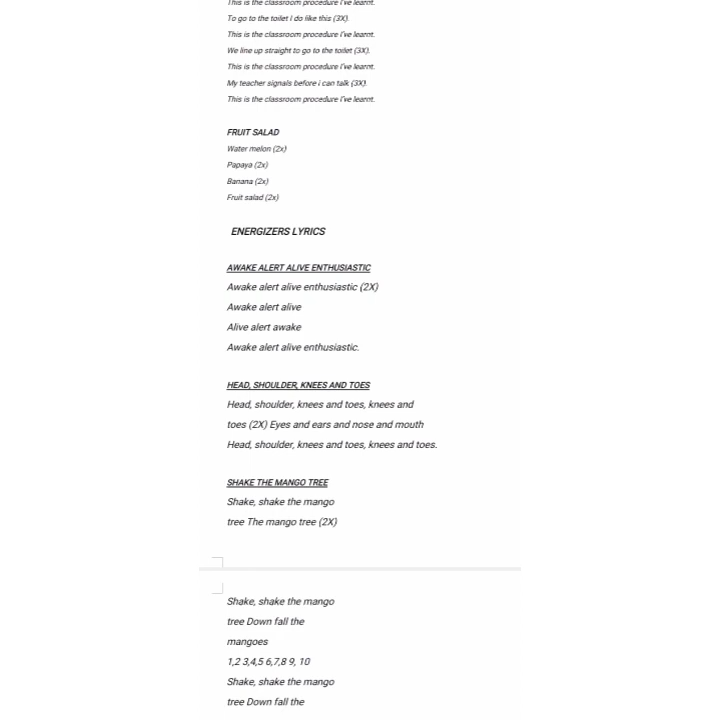 This is the classroom procedure I've learnt.
To go to the toilet I do like this (3X).
This is the classroom procedure I've learnt.
We line up straight to go to the toilet (3X).
This is the classroom procedure I've learnt.
My teacher signals before i can talk (3X).
This is the classroom procedure I've learnt.
FRUIT SALAD
Water melon (2x)
Papaya (2x)
Banana (2x)
Fruit salad (2x)
ENERGIZERS LYRICS
AWAKE ALERT ALIVE ENTHUSIASTIC
Awake alert alive enthusiastic (2X)
Awake alert alive
Alive alert awake
Awake alert alive enthusiastic.
HEAD, SHOULDER, KNEES AND TOES
Head, shoulder, knees and toes, knees and
toes (2X) Eyes and ears and nose and mouth
Head, shoulder, knees and toes, knees and toes.
SHAKE THE MANGO TREE
Shake, shake the mango
tree The mango tree (2X)
Shake, shake the mango
tree Down fall the
mangoes
1,2 3,4,5 6,7,8 9, 10
Shake, shake the mango
tree Down fall the